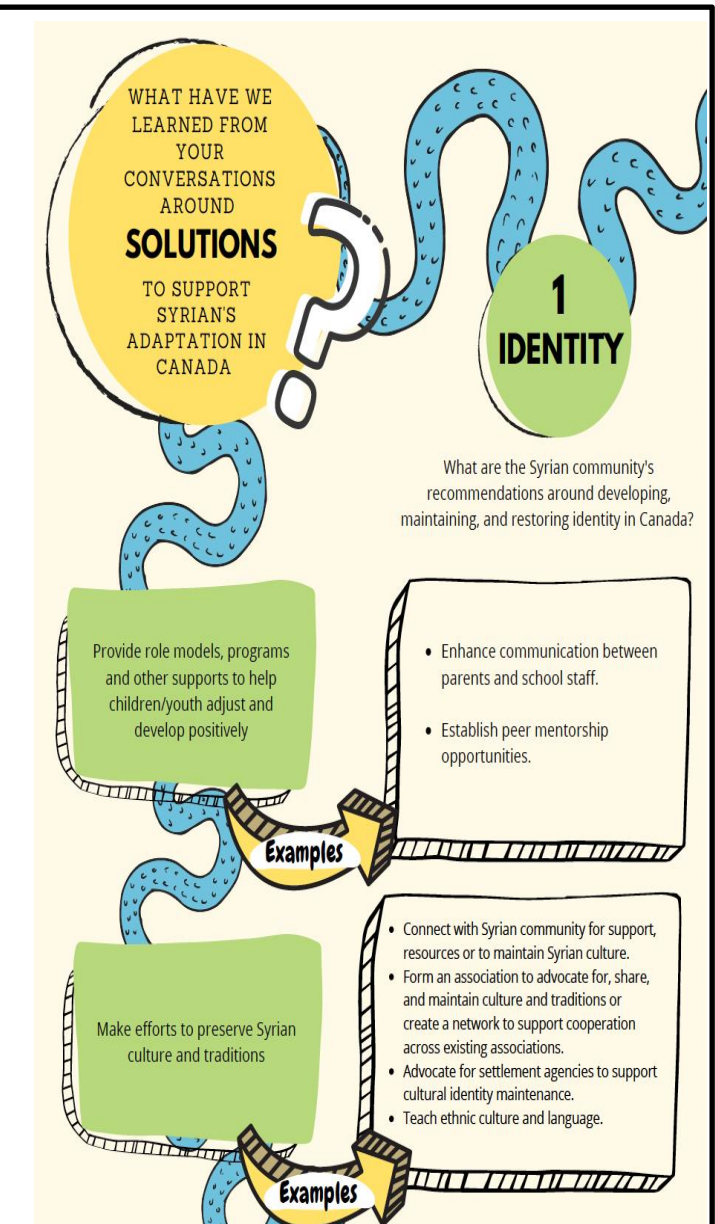 WHAT HAVE WE
LEARNED FROM
YOUR
CONVERSATIONS
AROUND
SOLUTIONS
TO SUPPORT
SYRIAN'S
ADAPTATION IN
CANADA
?
1
IDENTITY
What are the Syrian community's
recommendations around developing,
maintaining, and restoring identity in Canada?
Provide role models, programs
and other supports to help
children/youth adjust and
develop positively
Examples
• Enhance communication between
parents and school staff.
• Establish peer mentorship
opportunities.
Make efforts to preserve Syrian
culture and traditions
Examples
• Connect with Syrian community for support,
resources or to maintain Syrian culture.
• Form an association to advocate for, share,
and maintain culture and traditions or
create a network to support cooperation
across existing associations.
• Advocate for settlement agencies to support
cultural identity maintenance.
• Teach ethnic culture and language.